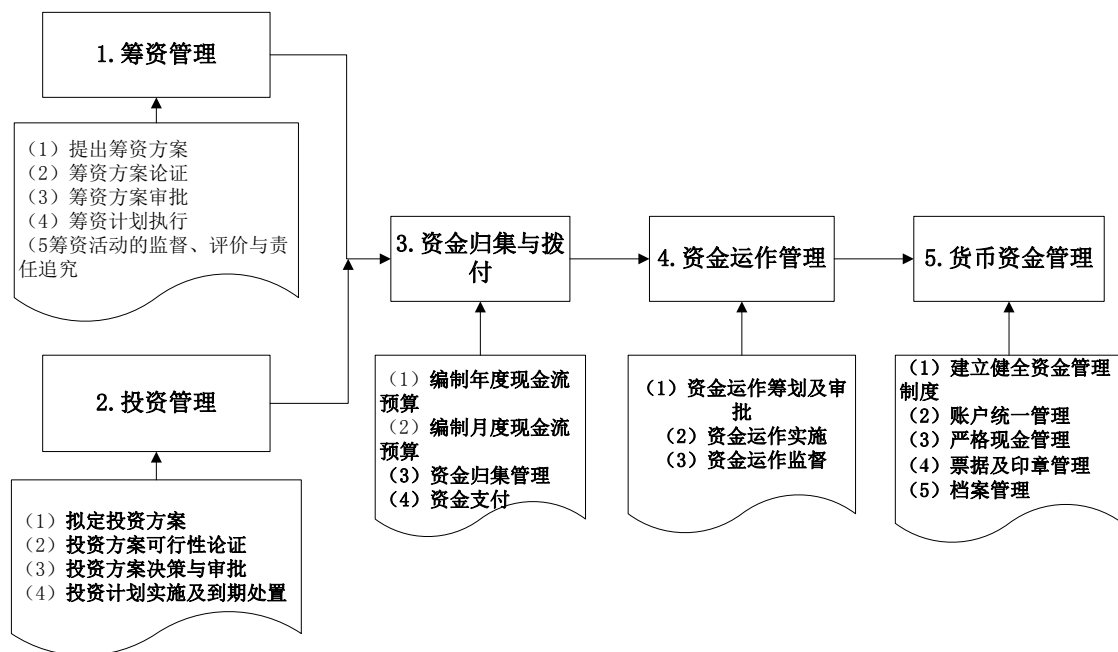 1.筹资管理
（1）提出筹资方案
（2）筹资方案论证
（3）筹资方案审批
（4）筹资计划执行
（5筹资活动的监督、评价与责
任追究
2.投资管理
（1）拟定投资方案
（2）投资方案可行性论证
（3）投资方案决策与审批
（4）投资计划实施及到期处置
3.资金归集与拨
付
（1）编制年度现金流
预算
（2）编制月度现金流
预算
（3）资金归集管理
（4）资金支付
4.资金运作管理
（1）资金运作筹划及审
批
（2）资金运作实施
（3）资金运作监督
5.货币资金管理
（1）建立健全资金管理
制度
（2）账户统一管理
（3）严格现金管理
（4）票据及印章管理
（5）档案管理